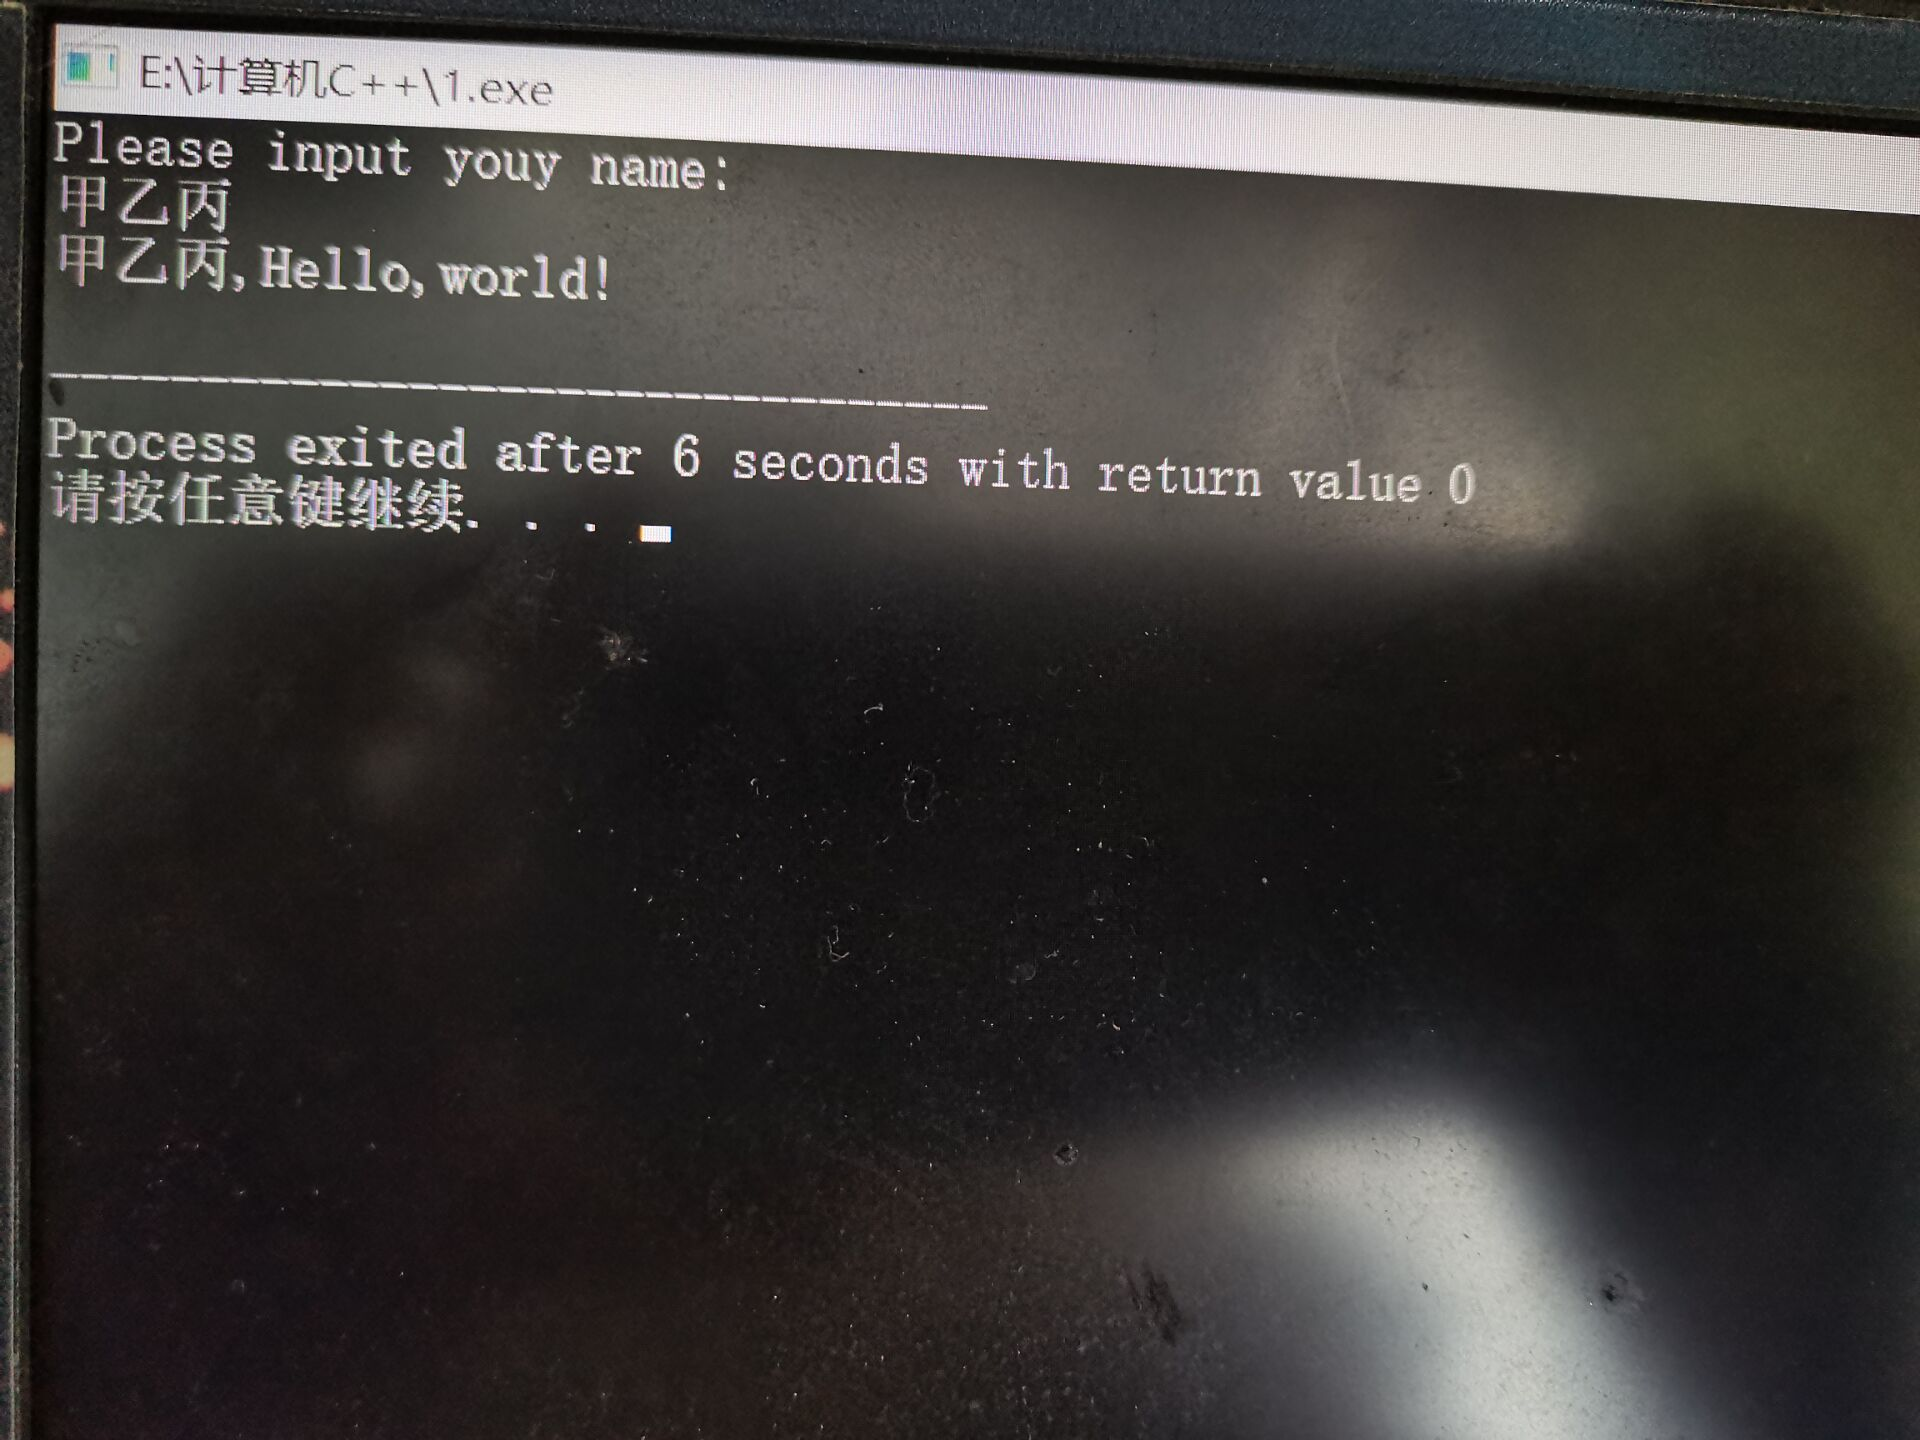 E:\计算机C++\1.exe
Please input youy name:
甲乙丙
甲乙丙,Hello,world!
--------------------------------
Process exited after 6 seconds with return value 0
请按任意键继续. . .